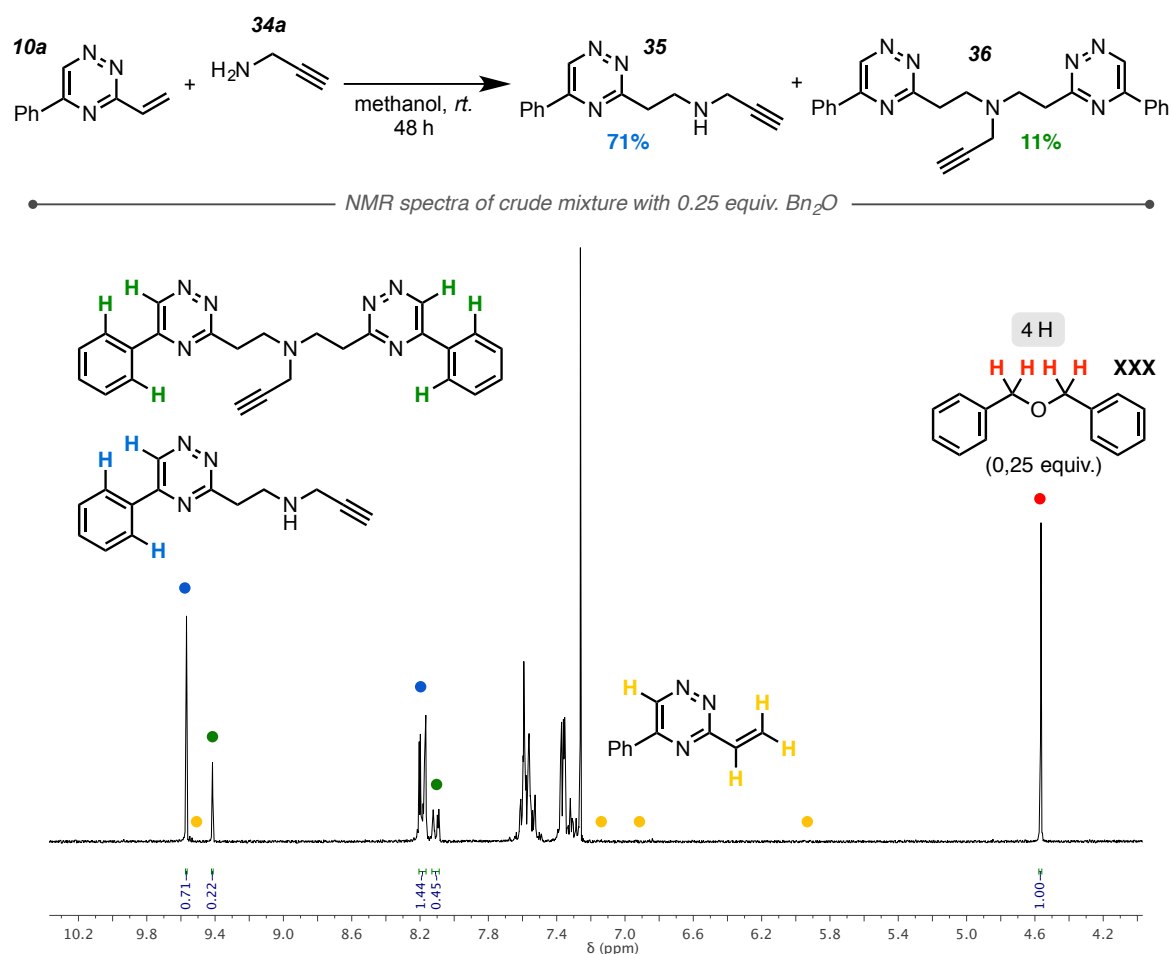 10a
34a
35
36
N
N
N
Ph
+
H₂N
methanol, rt.
48 h
N
N
N
Ph
N
H
71%
+
N
N
N
Ph
N
N
N
N
Ph
11%
NMR spectra of crude mixture with 0.25 equiv. Bn₂O
H
H
H
N
N
N
N
N
N
N
H
H
H
4 H
H H H H XXX
O
(0,25 equiv.)
H
H
H
N
N
N
N
H
H
N
N
N
Ph
H
H
H
0.71
0.22
1.44
0.45
1.00
10.2 9.8 9.4 9.0 8.6 8.2 7.8 7.4 7.0 6.6 6.2 5.8 5.4 5.0 4.6 4.2
δ (ppm)